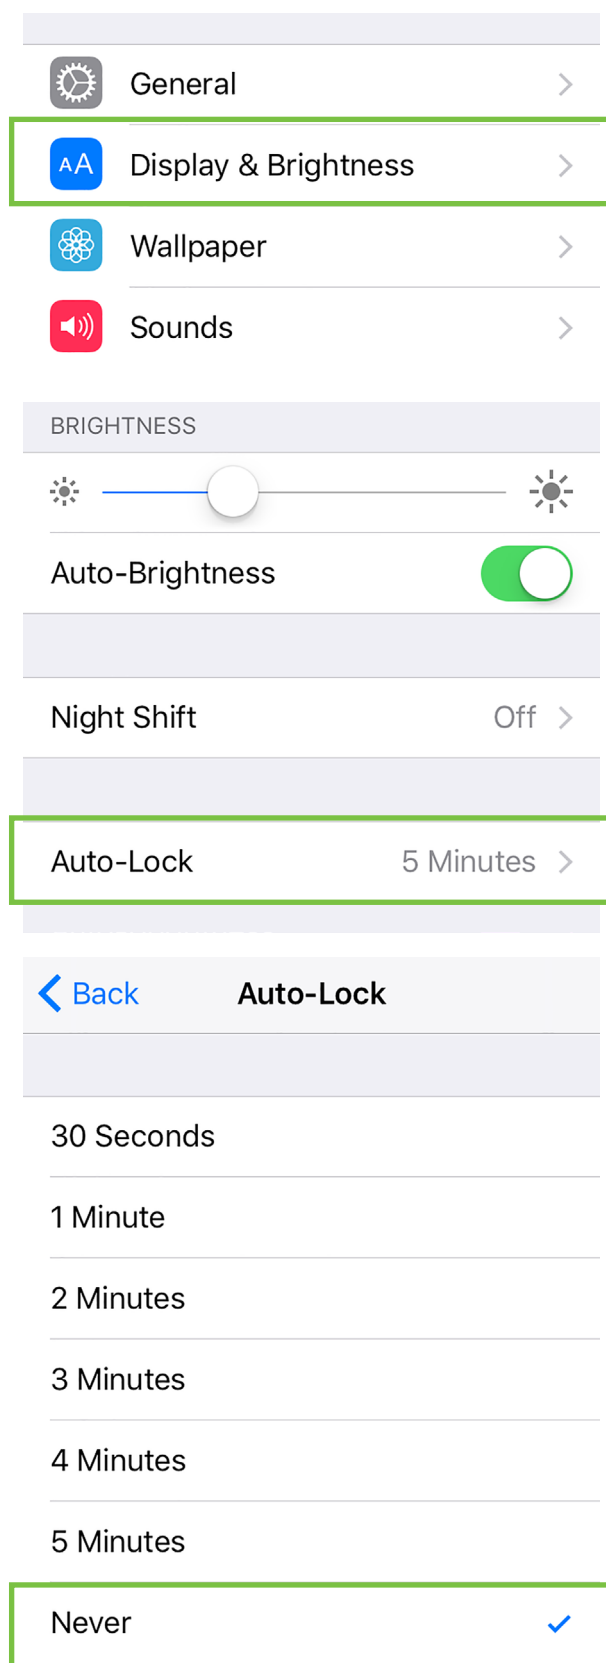 General
AA Display & Brightness
Wallpaper
Sounds
BRIGHTNESS
Auto-Brightness
Night Shift Off
Auto-Lock 5 Minutes
Back Auto-Lock
30 Seconds
1 Minute
2 Minutes
3 Minutes
4 Minutes
5 Minutes
Never